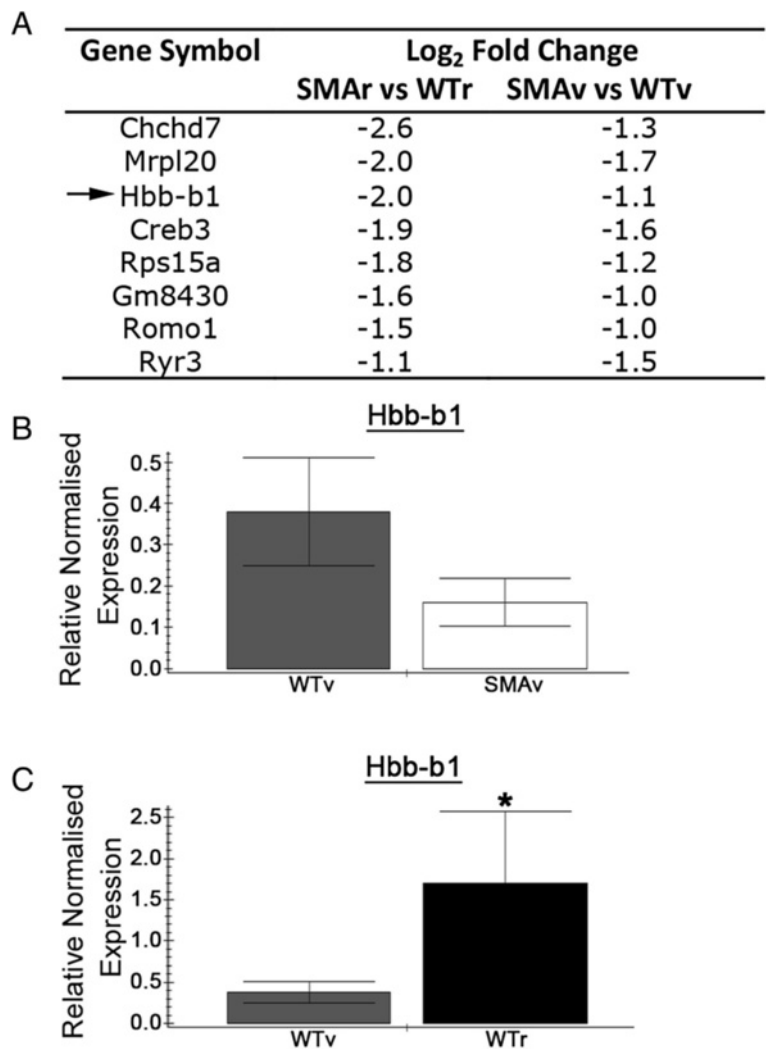 A
Gene Symbol Log₂ Fold Change
SMAr vs WTr SMAv vs WTv
Chchd7 -2.6 -1.3
Mrpl20 -2.0 -1.7
Hbb-b1 -2.0 -1.1
Creb3 -1.9 -1.6
Rps15a -1.8 -1.2
Gm8430 -1.6 -1.0
Romo1 -1.5 -1.0
Ryr3 -1.1 -1.5
B
Hbb-b1
Relative Normalised
Expression
0.5
0.4
0.3
0.2
0.1
0.0
WTv SMAv
C
Hbb-b1
Relative Normalised
Expression
2.5
2.0
1.5
1.0
0.5
0.0
*
WTv WTr